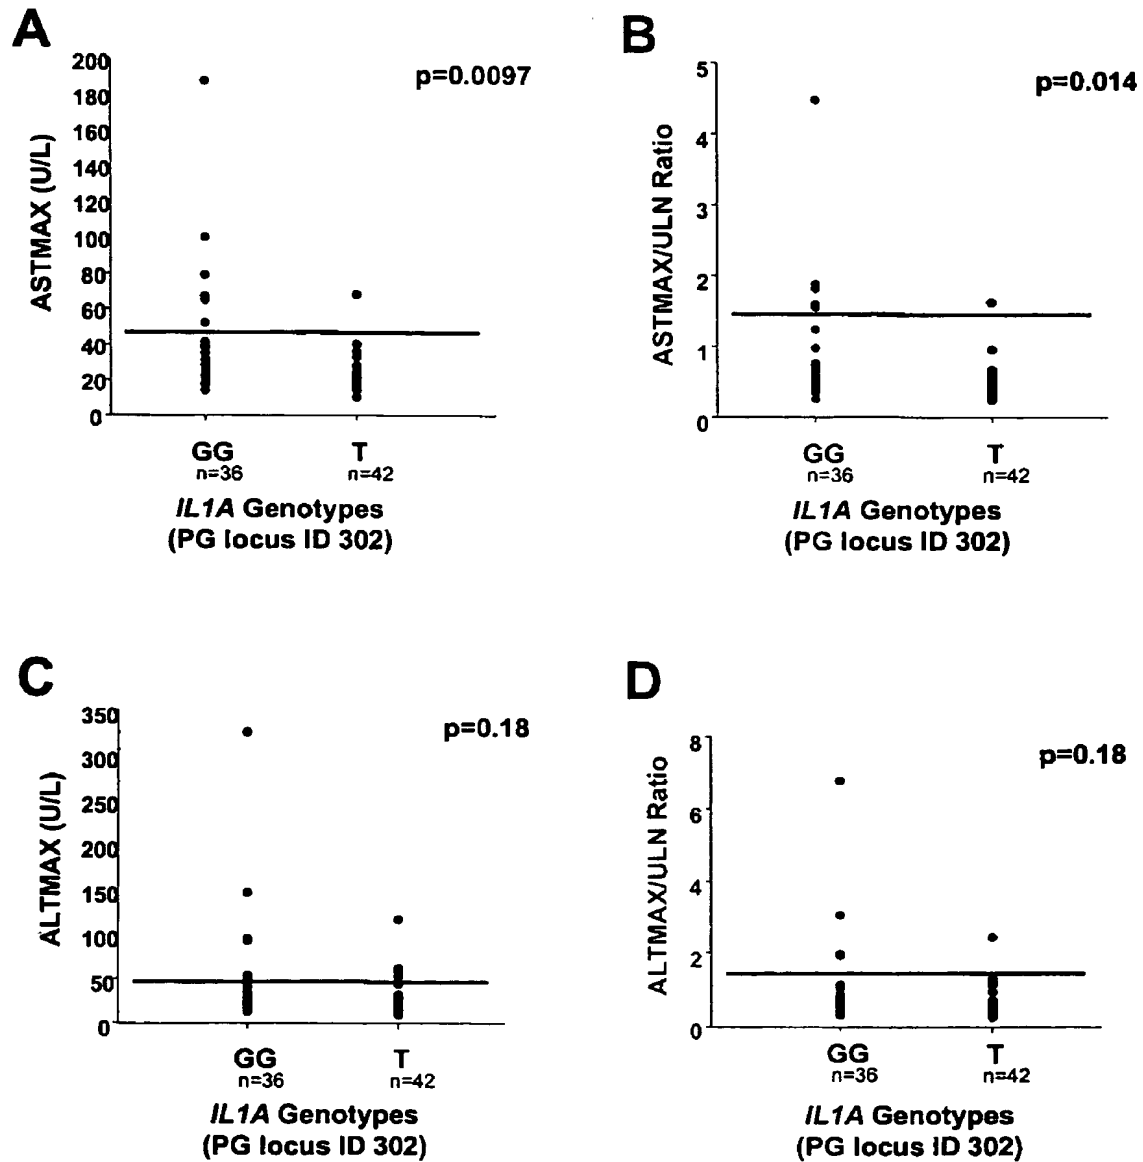 A
200
180
160
140
120
100
80
60
40
20
0
ASTMAX (U/L)
p=0.0097
GG
n=36
T
n=42
IL1A Genotypes
(PG locus ID 302)
B
5
4
3
2
1
0
ASTMAX/ULN Ratio
p=0.014
GG
n=36
T
n=42
IL1A Genotypes
(PG locus ID 302)
C
350
300
250
200
150
100
50
0
ALTMAX (U/L)
p=0.18
GG
n=36
T
n=42
IL1A Genotypes
(PG locus ID 302)
D
8
6
4
2
0
ALTMAX/ULN Ratio
p=0.18
GG
n=36
T
n=42
IL1A Genotypes
(PG locus ID 302)